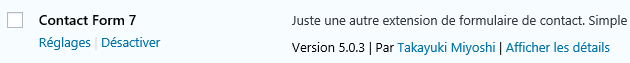 Contact Form 7
Réglages | Désactiver
Juste une autre extension de formulaire de contact. Simple
Version 5.0.3 | Par Takayuki Miyoshi | Afficher les détails